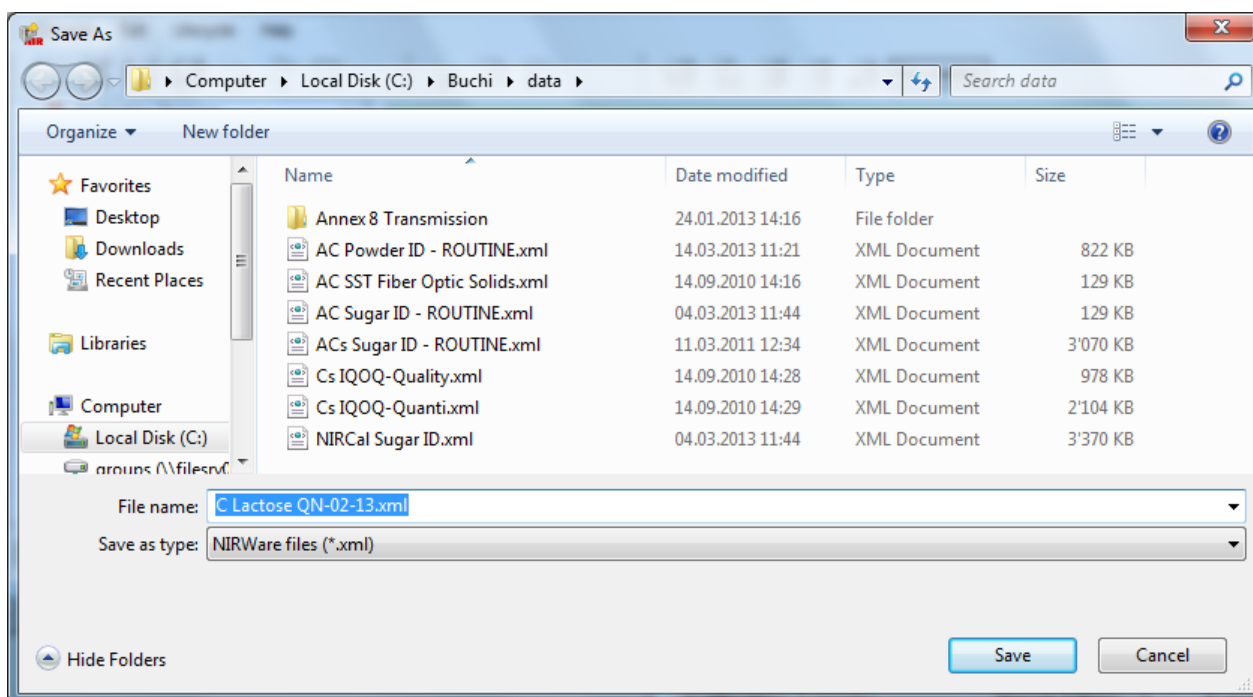 NIR Save As
Computer Local Disk (C:) Buchi data Search data
Organize New folder
Favorites
Desktop
Downloads
Recent Places
Libraries
Computer
Local Disk (C:)
groups
Name Date modified Type Size
Annex 8 Transmission 24.01.2013 14:16 File folder
AC Powder ID - ROUTINE.xml 14.03.2013 11:21 XML Document 822 KB
AC SST Fiber Optic Solids.xml 14.09.2010 14:16 XML Document 129 KB
AC Sugar ID - ROUTINE.xml 04.03.2013 11:44 XML Document 129 KB
ACs Sugar ID - ROUTINE.xml 11.03.2011 12:34 XML Document 3'070 KB
Cs IQOQ-Quality.xml 14.09.2010 14:28 XML Document 978 KB
Cs IQOQ-Quanti.xml 14.09.2010 14:29 XML Document 2'104 KB
NIRCal Sugar ID.xml 04.03.2013 11:44 XML Document 3'370 KB
File name: C Lactose QN-02-13.xml
Save as type: NIRWare files (*.xml)
Hide Folders Save Cancel